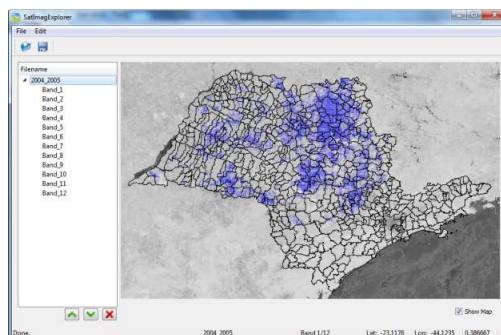 SatImagExplorer
File Edit
Filename
2004_2005
Band_1
Band_2
Band_3
Band_4
Band_5
Band_6
Band_7
Band_8
Band_9
Band_10
Band_11
Band_12
Show Map
Done. 2004_2005 Band 1/12 Lat: -23.1176 Lon: -44.1235 0.386667